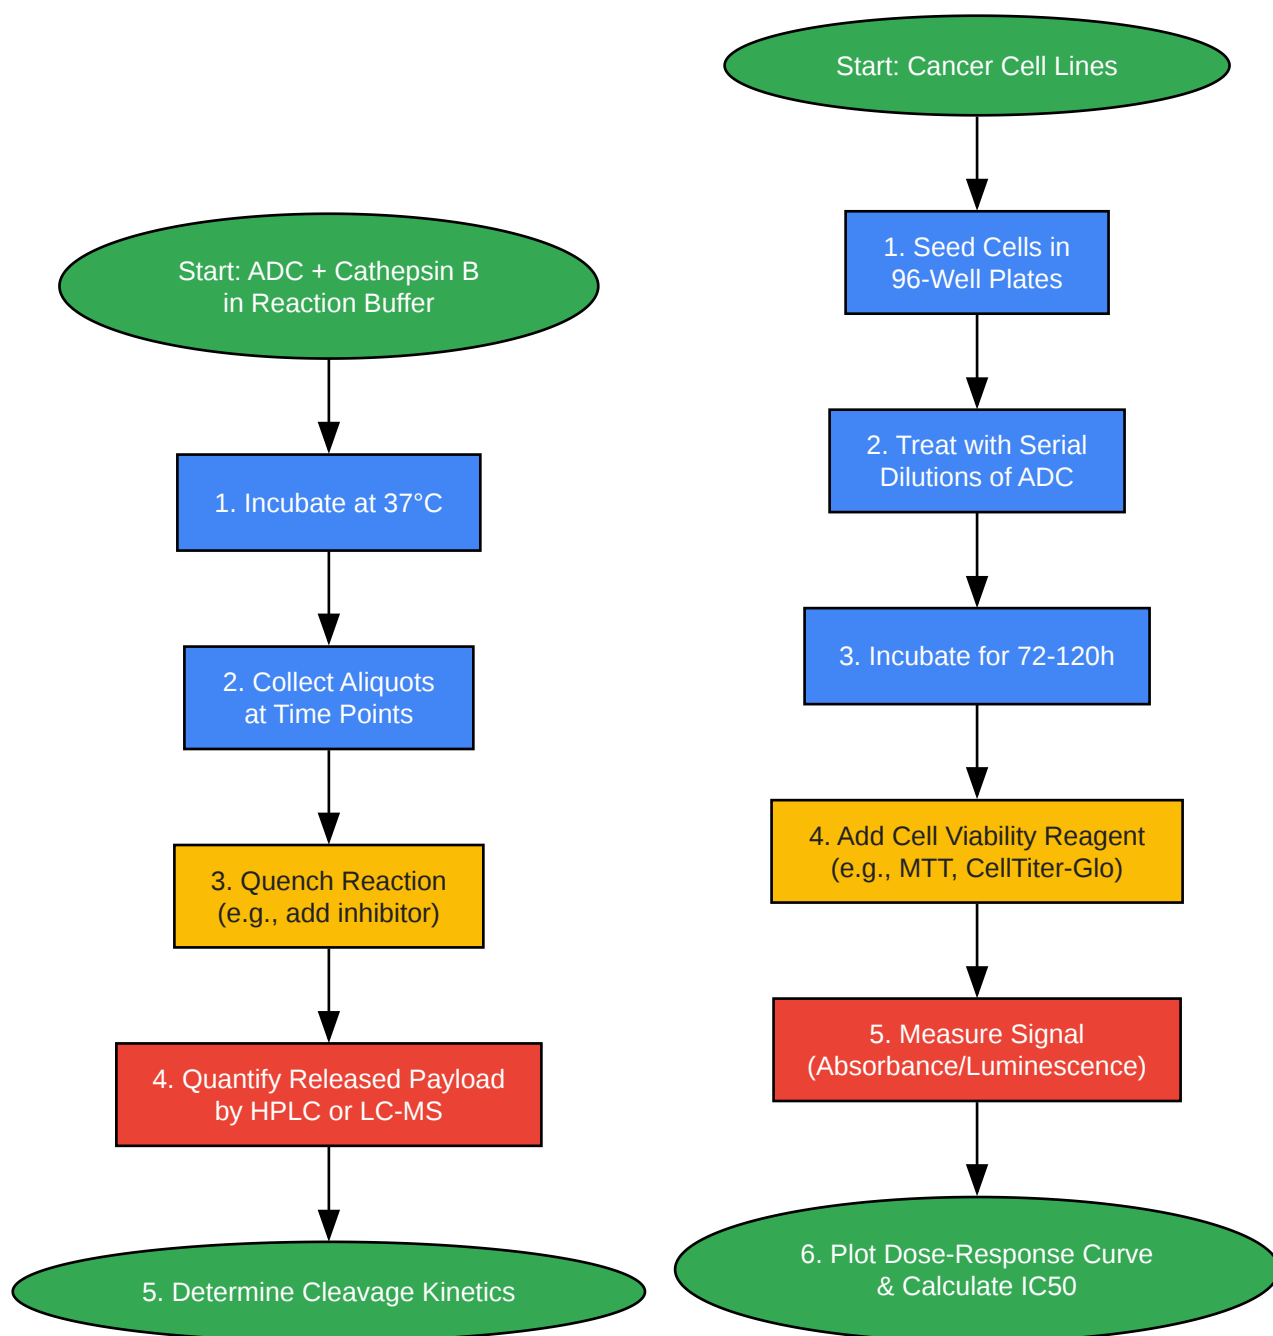 Start: ADC + Cathepsin B
in Reaction Buffer
1. Incubate at 37°C
2. Collect Aliquots
at Time Points
3. Quench Reaction
(e.g., add inhibitor)
4. Quantify Released Payload
by HPLC or LC-MS
5. Determine Cleavage Kinetics
Start: Cancer Cell Lines
1. Seed Cells in
96-Well Plates
2. Treat with Serial
Dilutions of ADC
3. Incubate for 72-120h
4. Add Cell Viability Reagent
(e.g., MTT, CellTiter-Glo)
5. Measure Signal
(Absorbance/Luminescence)
6. Plot Dose-Response Curve
& Calculate IC50